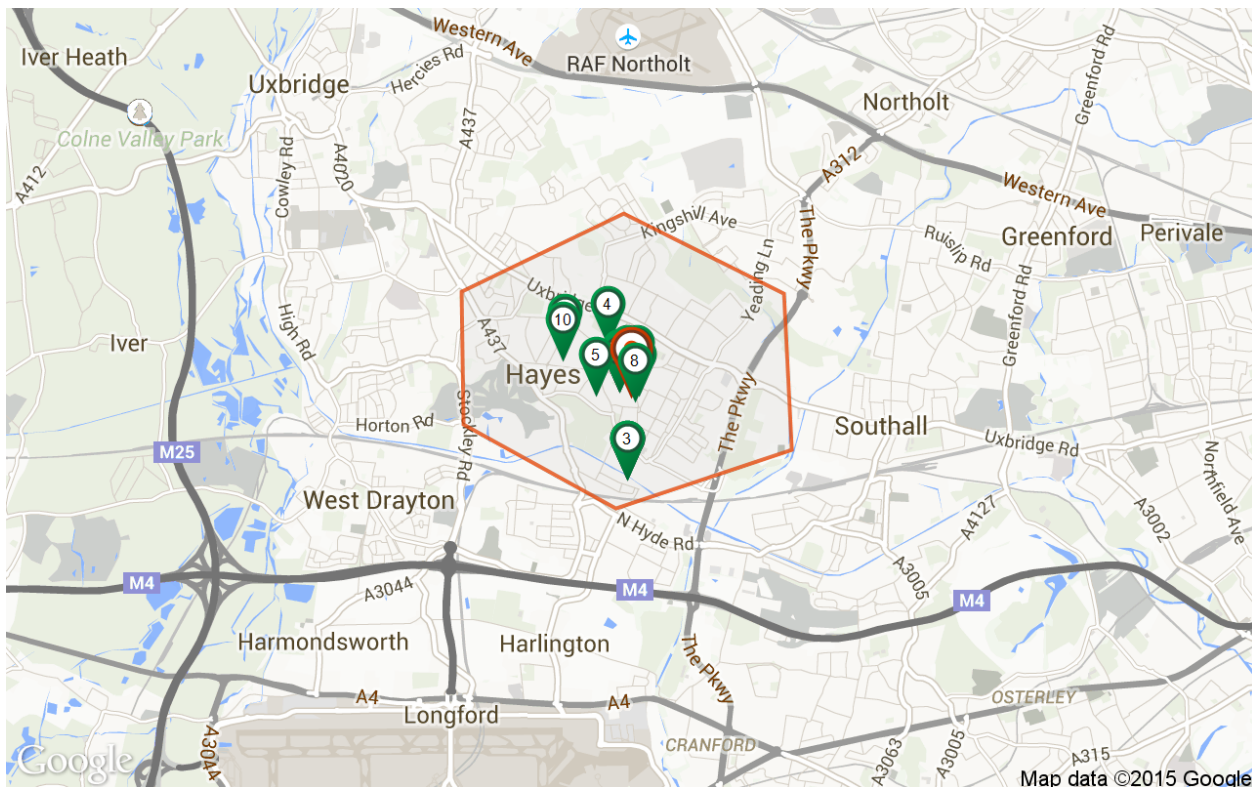 Iver Heath
Western Ave
Hercies Rd
RAF Northolt
Uxbridge
Greenford Rd
Northolt
Colne Valley Park
A437
A4020
A312
A412
Cowley Rd
Western Ave
Kingshill Ave
The Pkwy
Ruislip Rd
Greenford
Perivale
Yeading Ln
Uxbridge
4
10
High Rd
A437
Iver
5
8
Hayes
Greenford Rd
The Pkwy
Stockley Rd
Horton Rd
3
Southall
Uxbridge Rd
M25
Northfield Ave
West Drayton
N Hyde Rd
A4127
A3002
M4
A3044
M4
A3005
M4
Harmondsworth
Harlington
The Pkwy
A4
A4
Longford
OSTERLEY
CRANFORD
A3044
A3063
A3005
A315
Google
Map data ©2015 Google